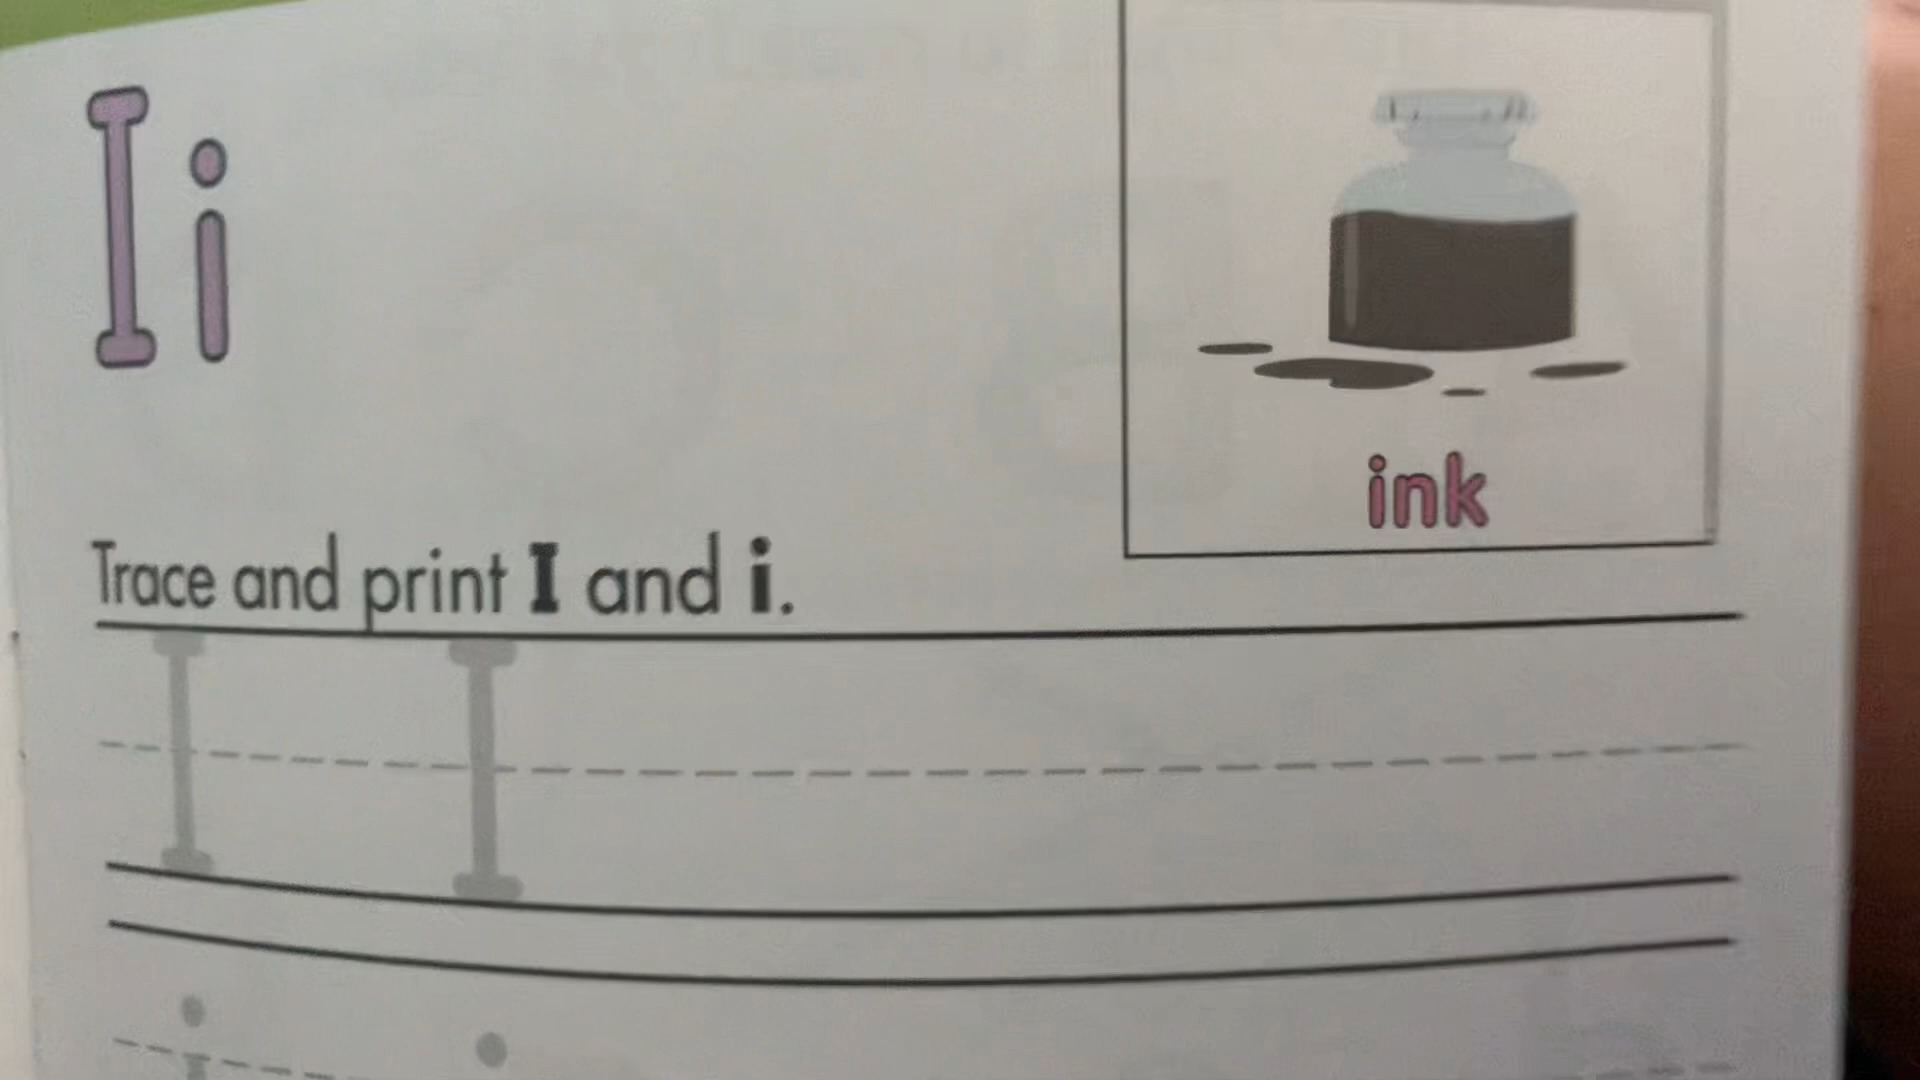 I i
ink
Trace and print I and i.
I I
i i